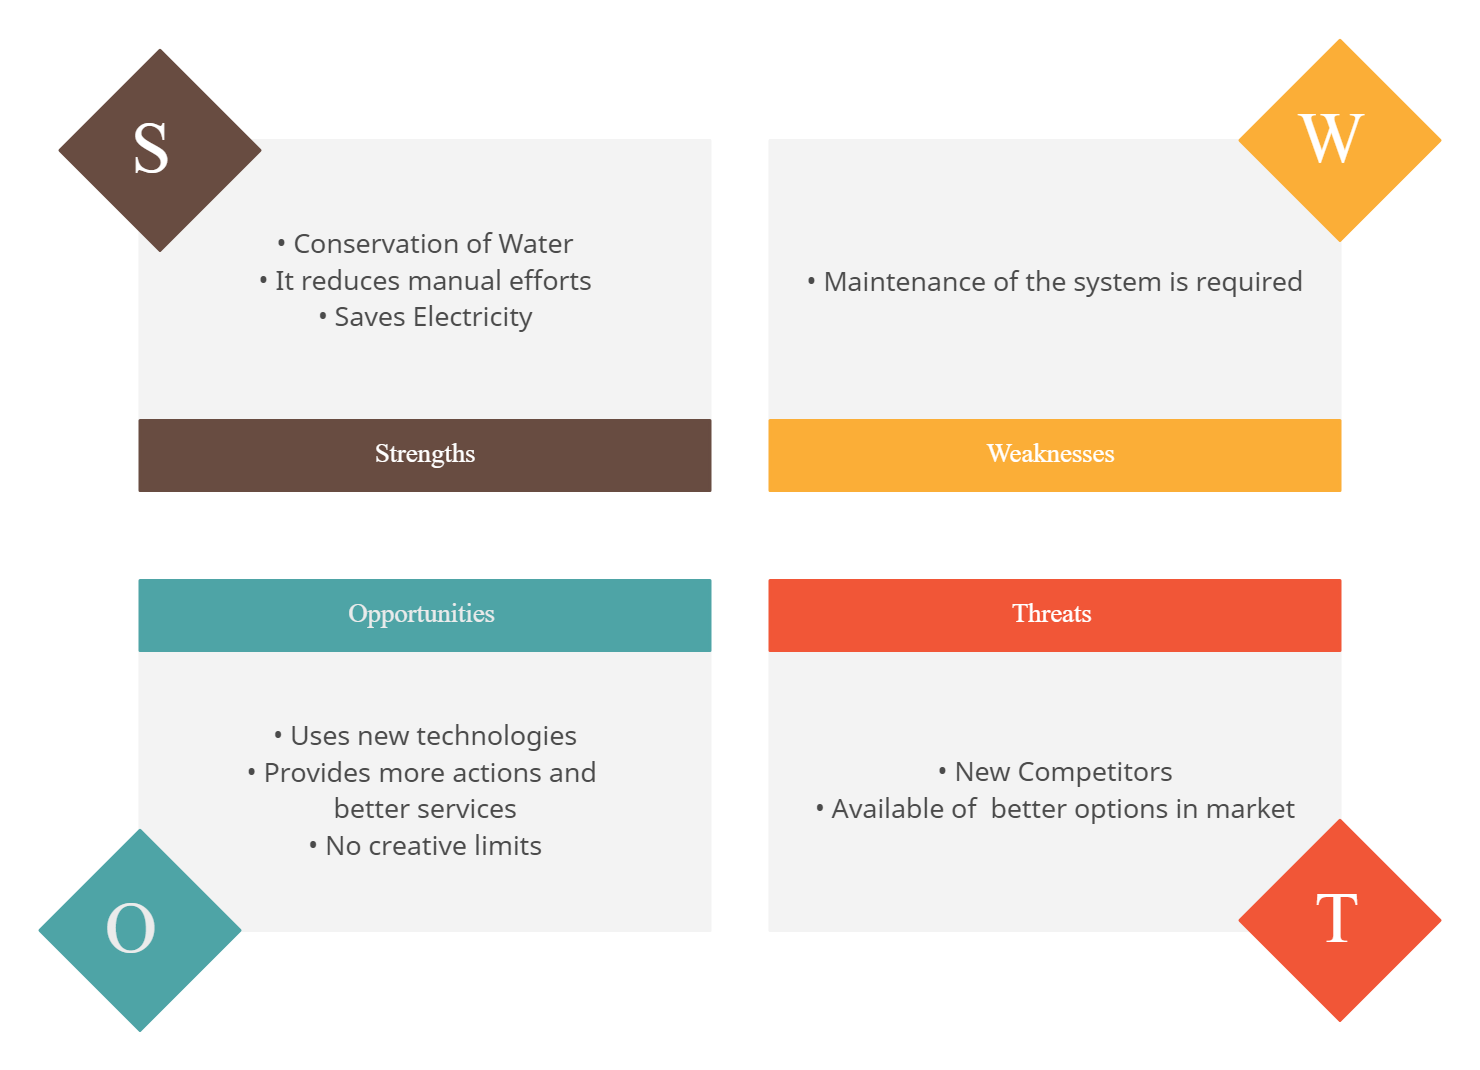 S
• Conservation of Water
• It reduces manual efforts
• Saves Electricity
Strengths
W
• Maintenance of the system is required
Weaknesses
Opportunities
• Uses new technologies
• Provides more actions and
better services
• No creative limits
O
Threats
• New Competitors
• Available of  better options in market
T